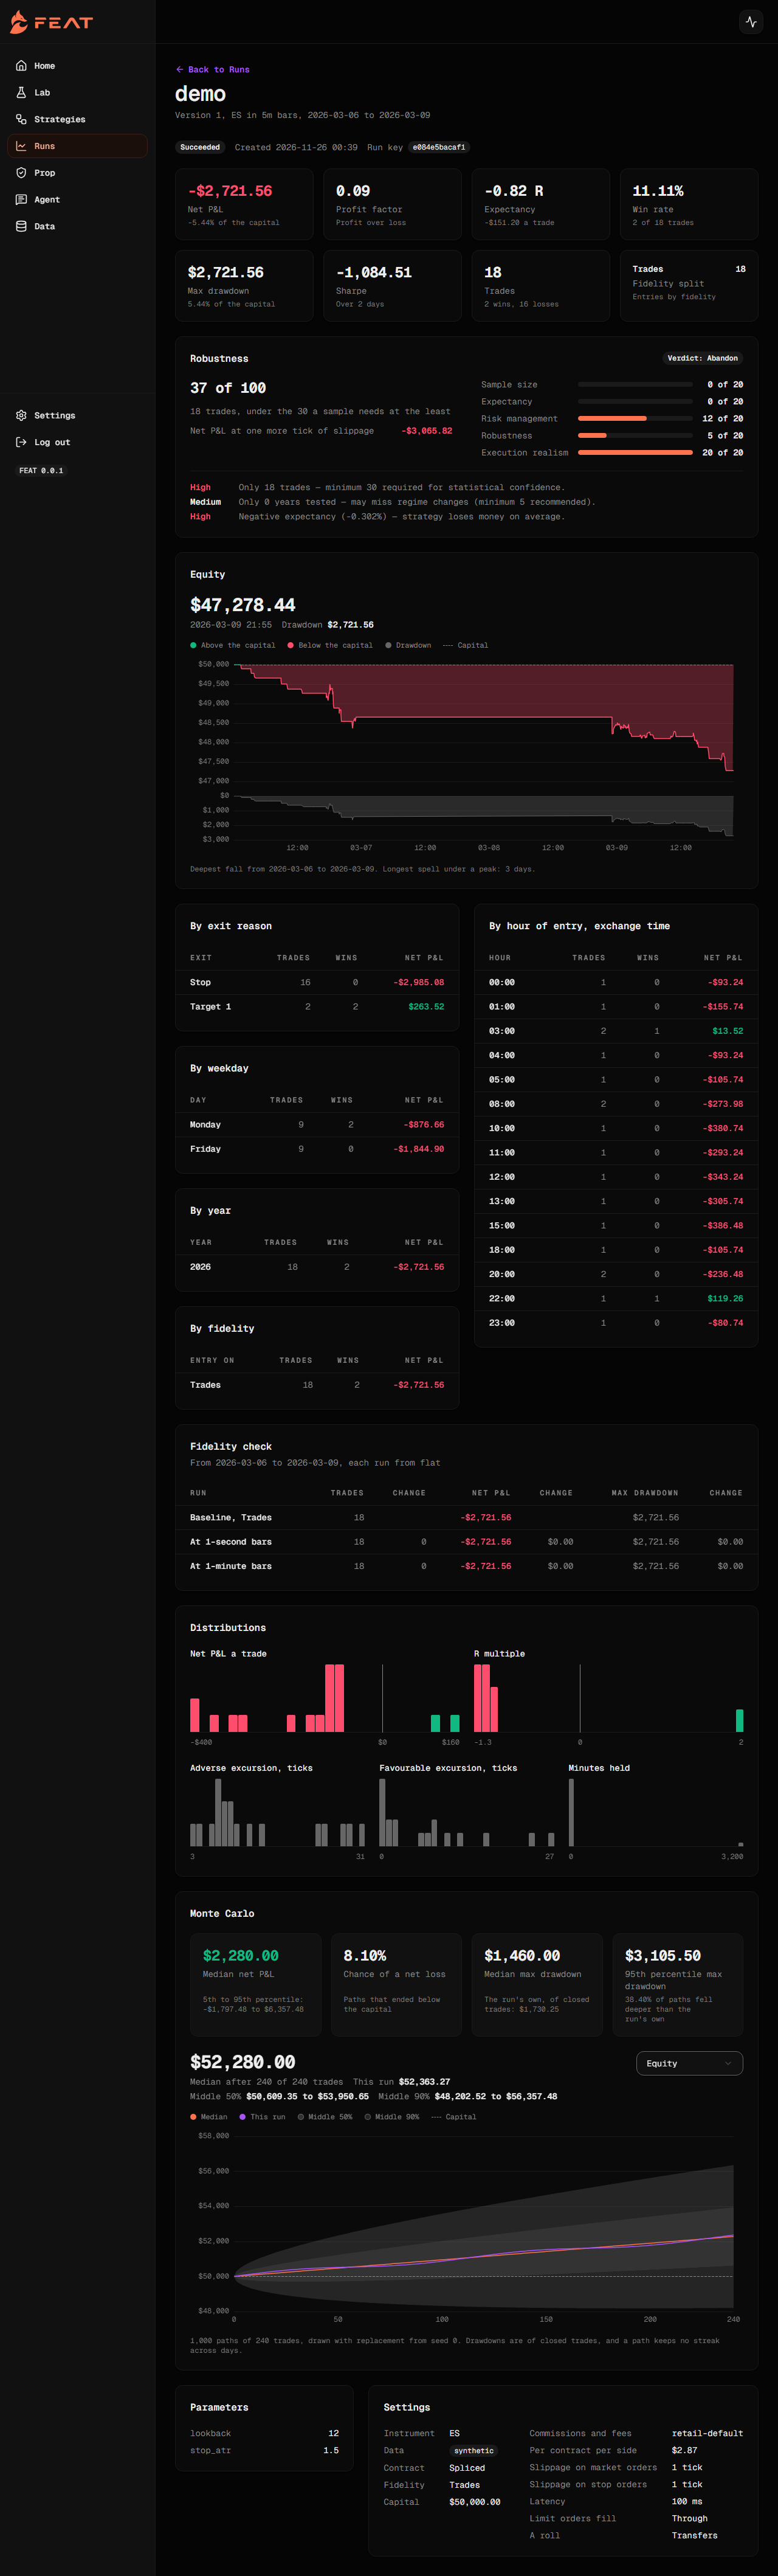 FEAT
Home
Lab
Strategies
Runs
Prop
Agent
Data
Settings
Log out
FEAT 0.0.1
← Back to Runs
demo
Version 1, ES in 5m bars, 2026-03-06 to 2026-03-09
Succeeded Created 2026-11-26 00:39 Run key e084e5bacaf1
-$2,721.56
Net P&L
-5.44% of the capital
0.09
Profit factor
Profit over loss
-0.82 R
Expectancy
-$151.20 a trade
11.11%
Win rate
2 of 18 trades
$2,721.56
Max drawdown
5.44% of the capital
-1,084.51
Sharpe
Over 2 days
18
Trades
2 wins, 16 losses
Trades 18
Fidelity split
Entries by fidelity
Robustness
Verdict: Abandon
37 of 100
18 trades, under the 30 a sample needs at the least
Net P&L at one more tick of slippage -$3,065.82
Sample size 0 of 20
Expectancy 0 of 20
Risk management 12 of 20
Robustness 5 of 20
Execution realism 20 of 20
High Only 18 trades — minimum 30 required for statistical confidence.
Medium Only 0 years tested — may miss regime changes (minimum 5 recommended).
High Negative expectancy (-0.302%) — strategy loses money on average.
Equity
$47,278.44
2026-03-09 21:55 Drawdown $2,721.56
Above the capital Below the capital Drawdown Capital
$50,000
$49,500
$49,000
$48,500
$48,000
$47,500
$47,000
$0
$1,000
$2,000
$3,000
12:00 03-07 12:00 03-08 12:00 03-09 12:00
Deepest fall from 2026-03-06 to 2026-03-09. Longest spell under a peak: 3 days.
By exit reason
EXIT TRADES WINS NET P&L
Stop 16 0 -$2,985.08
Target 1 2 2 $263.52
By weekday
DAY TRADES WINS NET P&L
Monday 9 2 -$876.66
Friday 9 0 -$1,844.90
By year
YEAR TRADES WINS NET P&L
2026 18 2 -$2,721.56
By fidelity
ENTRY ON TRADES WINS NET P&L
Trades 18 2 -$2,721.56
By hour of entry, exchange time
HOUR TRADES WINS NET P&L
00:00 1 0 -$93.24
01:00 1 0 -$155.74
03:00 2 1 $13.52
04:00 1 0 -$93.24
05:00 1 0 -$105.74
08:00 2 0 -$273.98
10:00 1 0 -$380.74
11:00 1 0 -$293.24
12:00 1 0 -$343.24
13:00 1 0 -$305.74
15:00 1 0 -$386.48
18:00 1 0 -$105.74
20:00 2 0 -$236.48
22:00 1 1 $119.26
23:00 1 0 -$80.74
Fidelity check
From 2026-03-06 to 2026-03-09, each run from flat
RUN TRADES CHANGE NET P&L CHANGE MAX DRAWDOWN CHANGE
Baseline, Trades 18 -$2,721.56 $2,721.56
At 1-second bars 18 0 -$2,721.56 $0.00 $2,721.56 $0.00
At 1-minute bars 18 0 -$2,721.56 $0.00 $2,721.56 $0.00
Distributions
Net P&L a trade
-$400 $0 $160
R multiple
-1.3 0 2
Adverse excursion, ticks
3 31
Favourable excursion, ticks
0 27
Minutes held
0 3,200
Monte Carlo
$2,280.00
Median net P&L
5th to 95th percentile:
-$1,797.48 to $6,357.48
8.10%
Chance of a net loss
Paths that ended below
the capital
$1,460.00
Median max drawdown
The run's own, of closed
trades: $1,730.25
$3,105.50
95th percentile max
drawdown
38.40% of paths fell
deeper than the
run's own
$52,280.00
Median after 240 of 240 trades This run $52,363.27
Middle 50% $50,609.35 to $53,950.65 Middle 90% $48,202.52 to $56,357.48
Equity
Median This run Middle 50% Middle 90% Capital
$58,000
$56,000
$54,000
$52,000
$50,000
$48,000
0 50 100 150 200 240
1,000 paths of 240 trades, drawn with replacement from seed 0. Drawdowns are of closed trades, and a path keeps no streak
across days.
Parameters
lookback 12
stop_atr 1.5
Settings
Instrument ES
Data synthetic
Contract Spliced
Fidelity Trades
Capital $50,000.00
Commissions and fees retail-default
Per contract per side $2.87
Slippage on market orders 1 tick
Slippage on stop orders 1 tick
Latency 100 ms
Limit orders fill Through
A roll Transfers